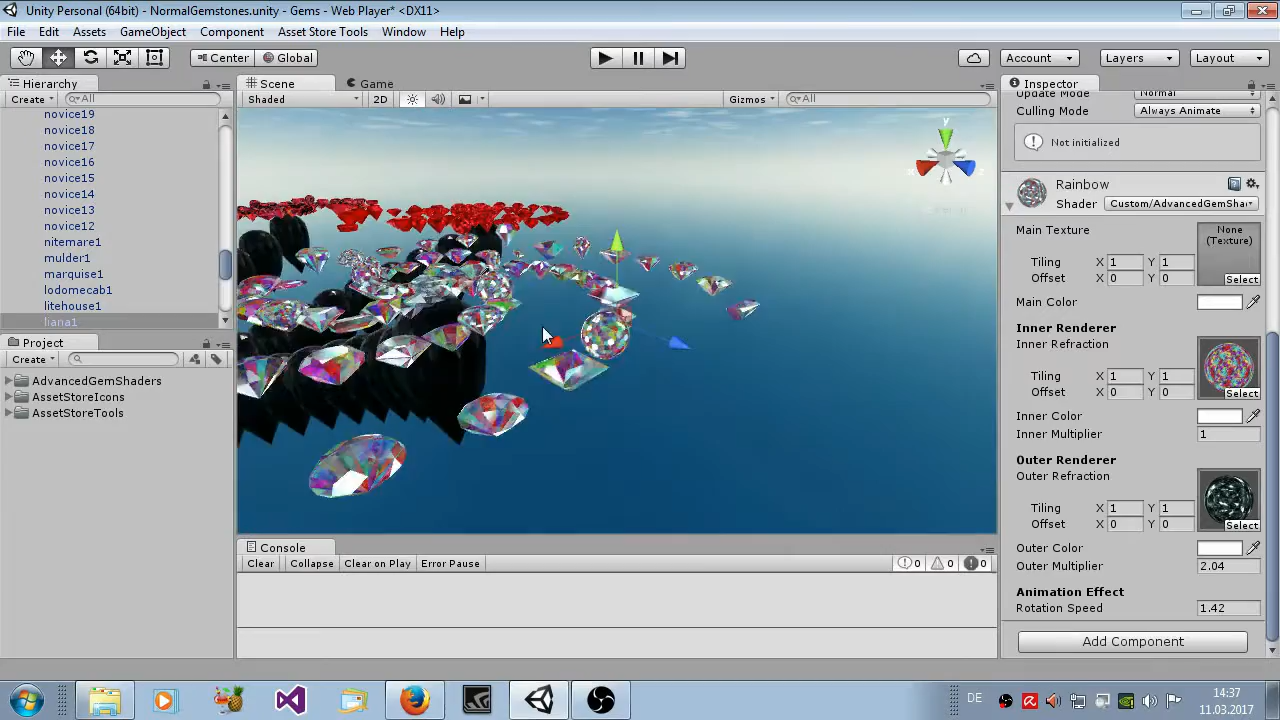 Unity Personal (64bit) - NormalGemstones.unity - Gems - Web Player* <DX11>
File Edit Assets GameObject Component Asset Store Tools Window Help
Center Global Account Layers Layout
Hierarchy
Create All
novice19
novice18
novice17
novice16
novice15
novice14
novice13
novice12
nitemare1
mulder1
marquise1
lodomecab1
litehouse1
liana1
Project
Create
AdvancedGemShaders
AssetStoreIcons
AssetStoreTools
Scene Game
Shaded 2D Gizmos All
y
x z
Console
Clear Collapse Clear on Play Error Pause 0 0 0
Inspector
Update Mode Normal
Culling Mode Always Animate
Not initialized
Rainbow
Shader Custom/AdvancedGemSha
Main Texture None
(Texture)
Tiling X 1 Y 1
Offset X 0 Y 0 Select
Main Color
Inner Renderer
Inner Refraction
Tiling X 1 Y 1
Offset X 0 Y 0 Select
Inner Color
Inner Multiplier 1
Outer Renderer
Outer Refraction
Tiling X 1 Y 1
Offset X 0 Y 0 Select
Outer Color
Outer Multiplier 2.04
Animation Effect
Rotation Speed 1.42
Add Component
DE 14:37
11.03.2017